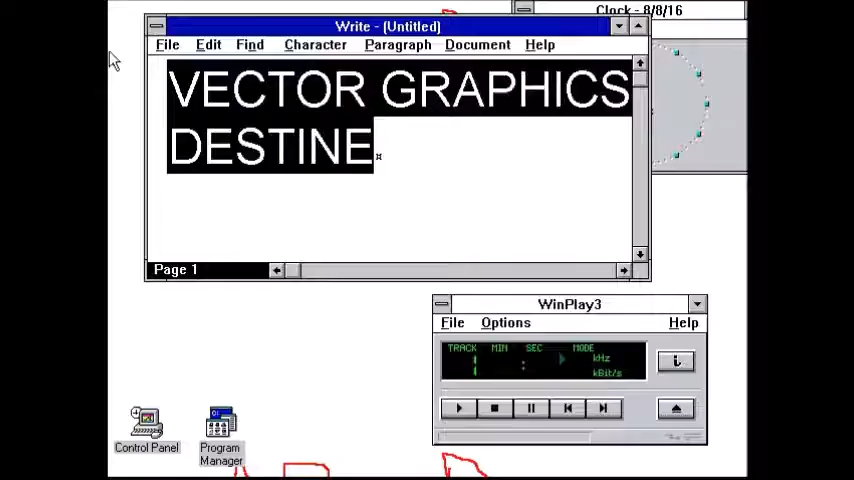 Clock - 8/8/16
Write - (Untitled)
File Edit Find Character Paragraph Document Help
VECTOR GRAPHICS
DESTINE¤
Page 1
WinPlay3
File Options Help
TRACK MIN SEC MODE
kHz
kBit/s
i
Control Panel
Program
Manager